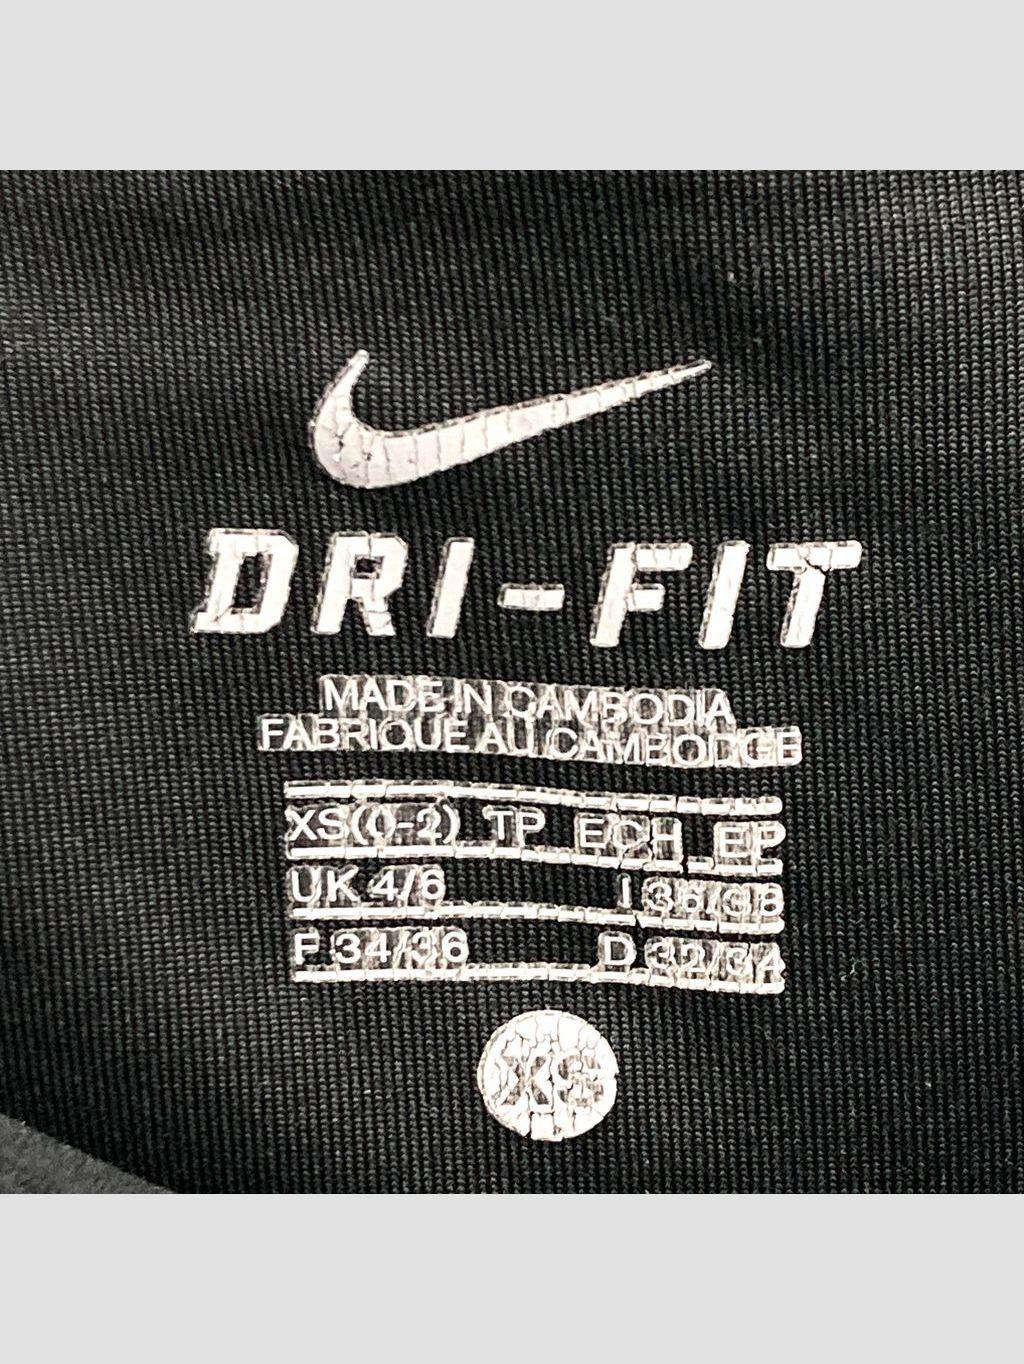 DRI-FIT
MADE IN CAMBODIA
FABRIQUE AU CAMBODGE
XS(0-2) TP ECH EP
UK 4/6 I 36/38
F 34/36 D 32/34
XS